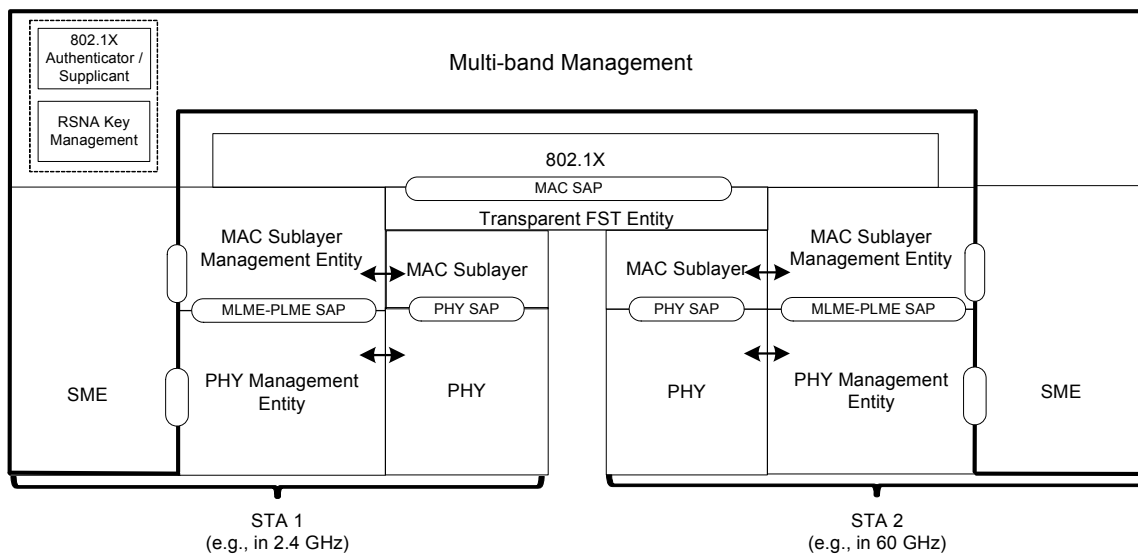 802.1X
Authenticator /
Supplicant
RSNA Key
Management
Multi-band Management
802.1X
MAC SAP
Transparent FST Entity
MAC Sublayer
Management Entity
MAC Sublayer
MAC Sublayer
MAC Sublayer
Management Entity
MLME-PLME SAP
PHY SAP
PHY SAP
MLME-PLME SAP
SME
PHY Management
Entity
PHY
PHY
PHY Management
Entity
SME
STA 1
(e.g., in 2.4 GHz)
STA 2
(e.g., in 60 GHz)